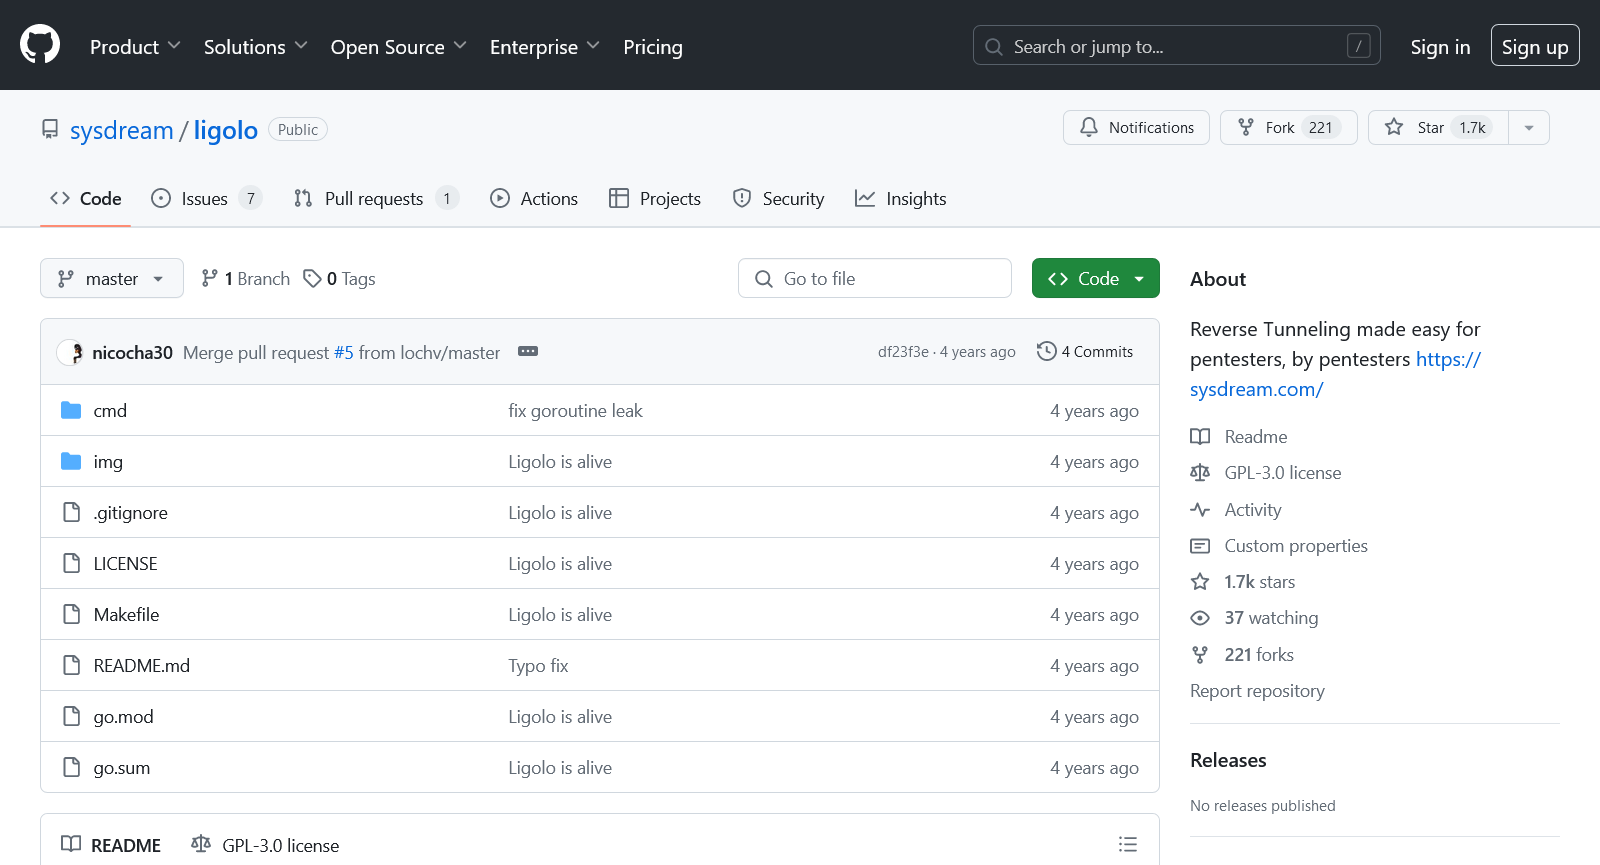 Product Solutions Open Source Enterprise Pricing Search or jump to... / Sign in Sign up
sysdream / ligolo Public Notifications Fork 221 Star 1.7k
Code Issues 7 Pull requests 1 Actions Projects Security Insights
master 1 Branch 0 Tags Go to file Code
nicocha30 Merge pull request #5 from lochv/master df23f3e · 4 years ago 4 Commits
cmd fix goroutine leak 4 years ago
img Ligolo is alive 4 years ago
.gitignore Ligolo is alive 4 years ago
LICENSE Ligolo is alive 4 years ago
Makefile Ligolo is alive 4 years ago
README.md Typo fix 4 years ago
go.mod Ligolo is alive 4 years ago
go.sum Ligolo is alive 4 years ago
README GPL-3.0 license
About
Reverse Tunneling made easy for
pentesters, by pentesters https://
sysdream.com/
Readme
GPL-3.0 license
Activity
Custom properties
1.7k stars
37 watching
221 forks
Report repository
Releases
No releases published